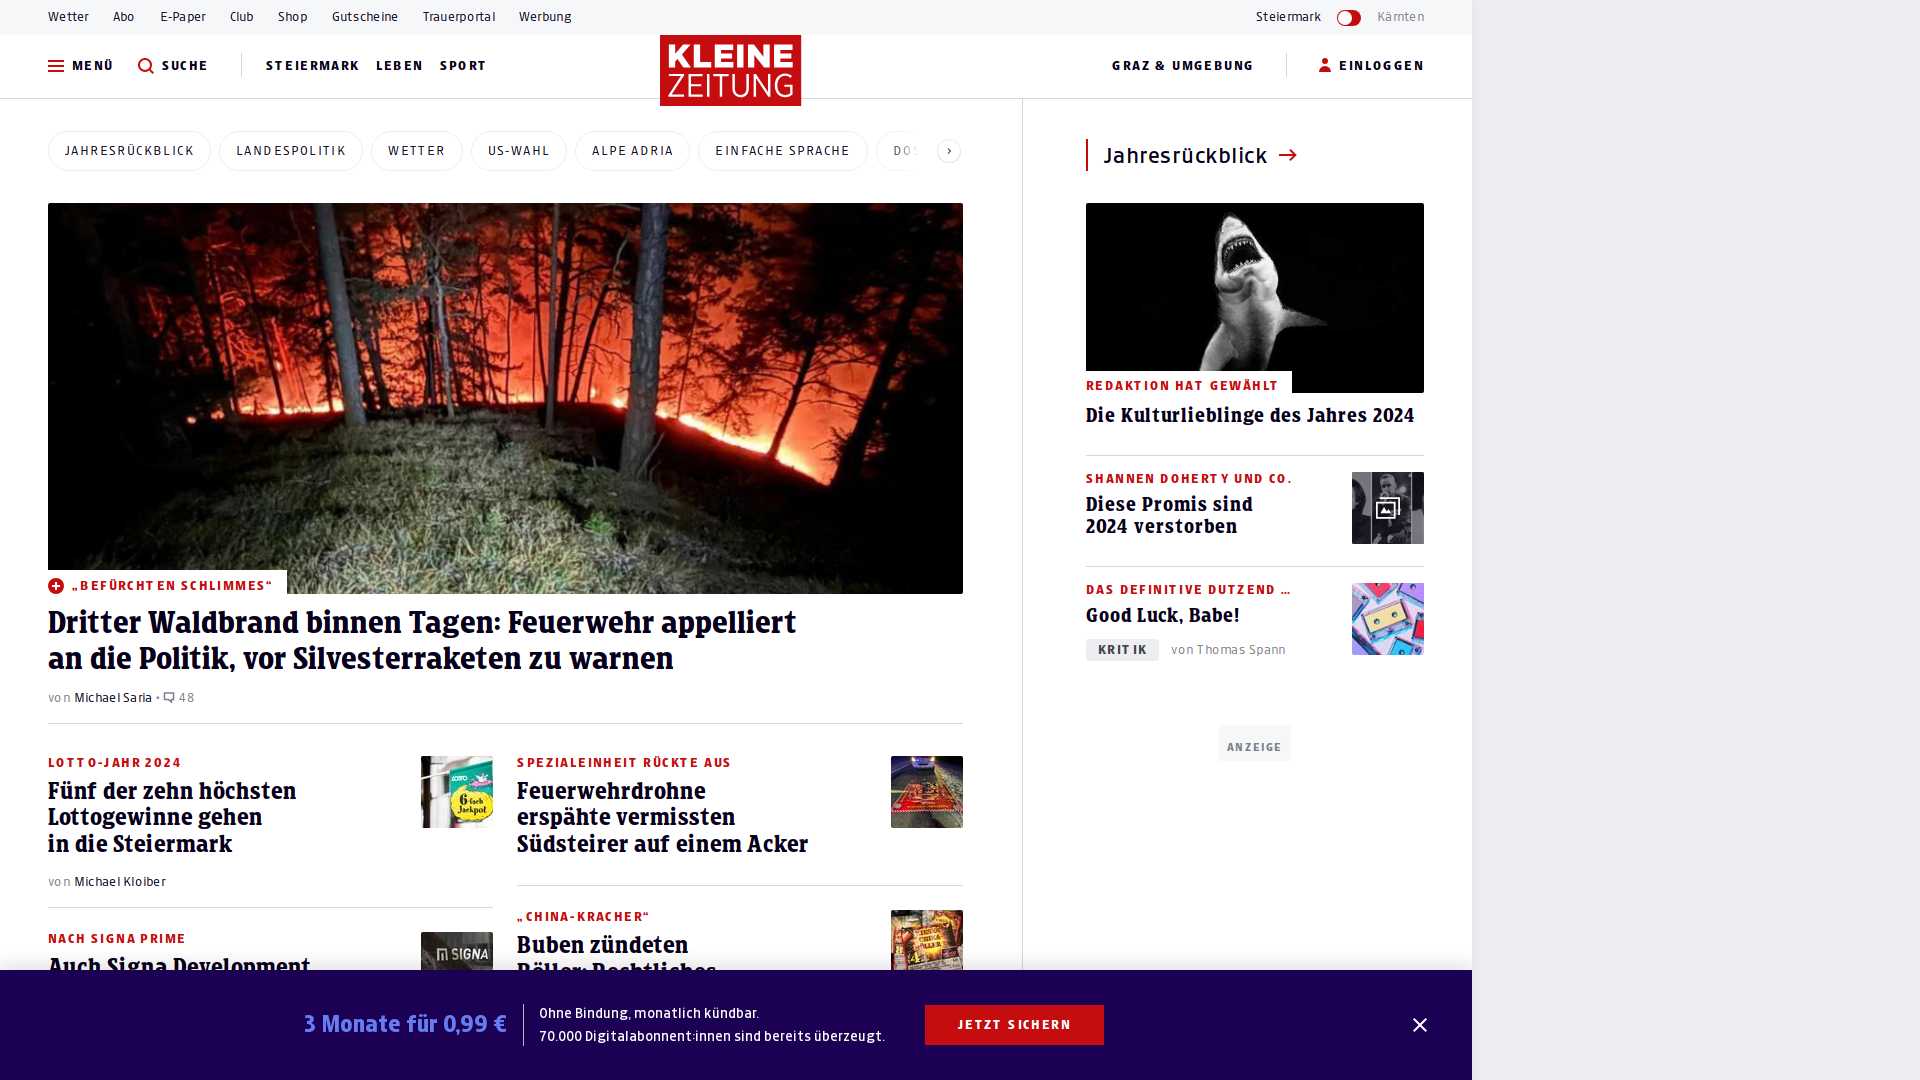 Wetter Abo E-Paper Club Shop Gutscheine Trauerportal Werbung
Steiermark Kärnten
MENÜ SUCHE STEIERMARK LEBEN SPORT
KLEINE
ZEITUNG
GRAZ & UMGEBUNG EINLOGGEN
JAHRESRÜCKBLICK LANDESPOLITIK WETTER US-WAHL ALPE ADRIA EINFACHE SPRACHE
„BEFÜRCHTEN SCHLIMMES“
Dritter Waldbrand binnen Tagen: Feuerwehr appelliert
an die Politik, vor Silvesterraketen zu warnen
von Michael Saria • 48
LOTTO-JAHR 2024
Fünf der zehn höchsten
Lottogewinne gehen
in die Steiermark
von Michael Kloiber
6-fach
Jackpot
NACH SIGNA PRIME
Auch Signa Development
SIGNA
SPEZIALEINHEIT RÜCKTE AUS
Feuerwehrdrohne
erspähte vermissten
Südsteirer auf einem Acker
„CHINA-KRACHER“
Buben zündeten
Böller: Rechtliches
Jahresrückblick
REDAKTION HAT GEWÄHLT
Die Kulturlieblinge des Jahres 2024
SHANNEN DOHERTY UND CO.
Diese Promis sind
2024 verstorben
DAS DEFINITIVE DUTZEND …
Good Luck, Babe!
KRITIK von Thomas Spann
ANZEIGE
3 Monate für 0,99 €
Ohne Bindung, monatlich kündbar.
70.000 Digitalabonnent:innen sind bereits überzeugt.
JETZT SICHERN